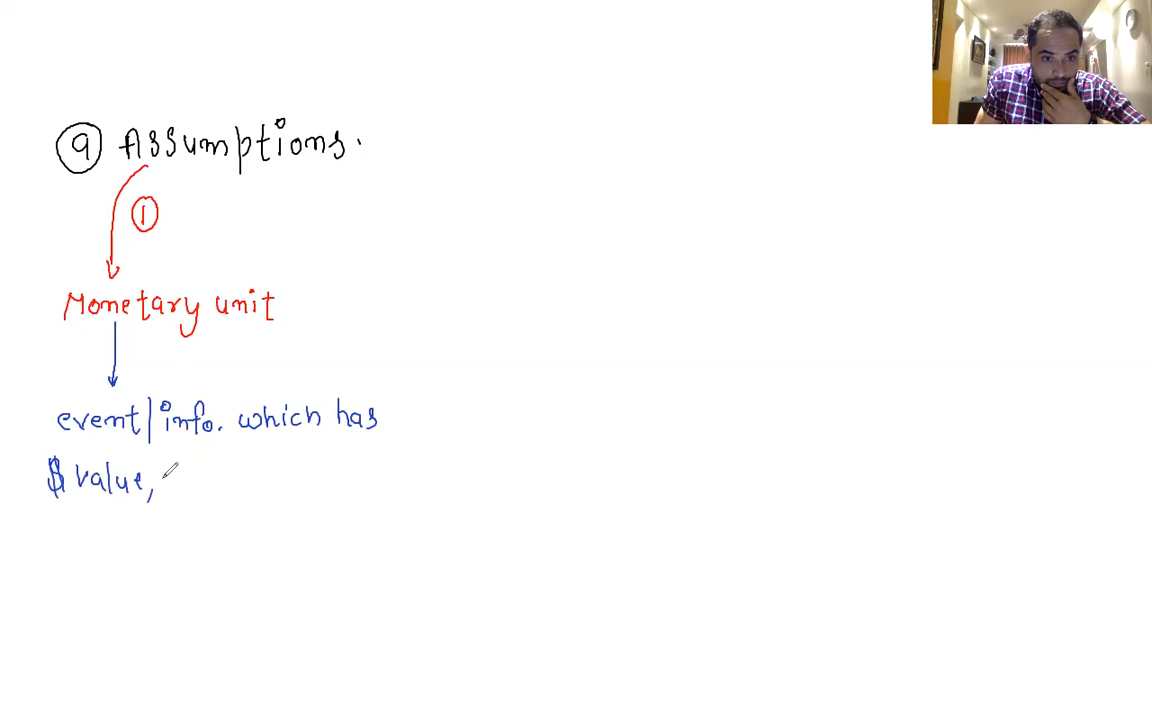 9 Assumptions.
1
Monetary unit
event/info. which has
$ value,